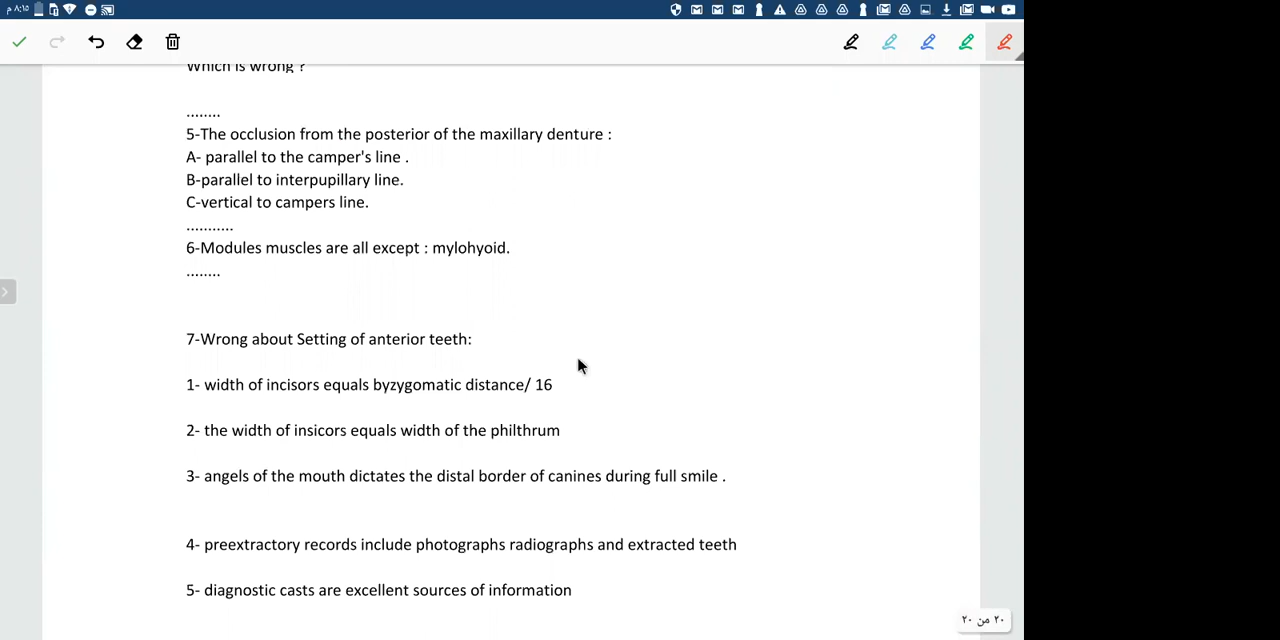 م ٨:١٥
Which is wrong ?
........
5-The occlusion from the posterior of the maxillary denture :
A- parallel to the camper's line .
B-parallel to interpupillary line.
C-vertical to campers line.
...........
6-Modules muscles are all except : mylohyoid.
........
7-Wrong about Setting of anterior teeth:
1- width of incisors equals byzygomatic distance/ 16
2- the width of insicors equals width of the philthrum
3- angels of the mouth dictates the distal border of canines during full smile .
4- preextractory records include photographs radiographs and extracted teeth
5- diagnostic casts are excellent sources of information
٢٠ من ٢٠